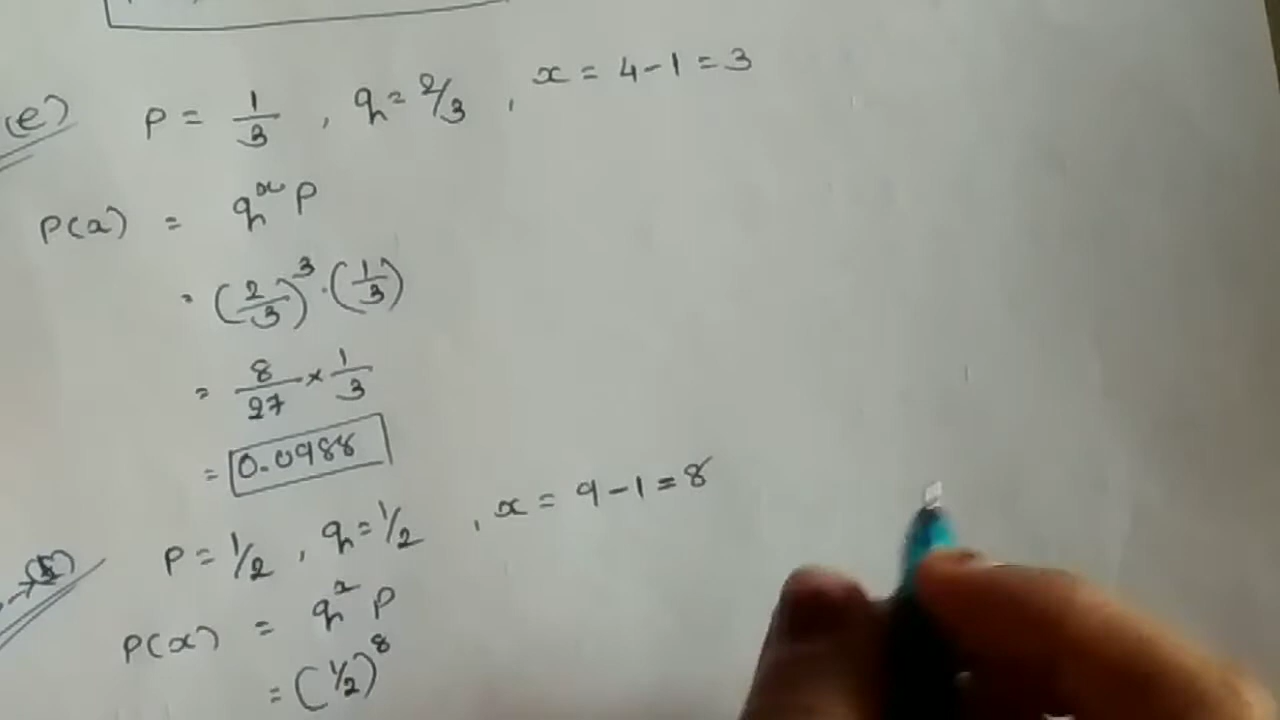 (e) P = 1/3 , q = 2/3 , x = 4-1 = 3
P(x) = q^x P
= (2/3)^3 · (1/3)
= 8/27 × 1/3
= 0.0988
P = 1/2 , q = 1/2 , x = 9-1 = 8
P(x) = q^x P
= (1/2)^8